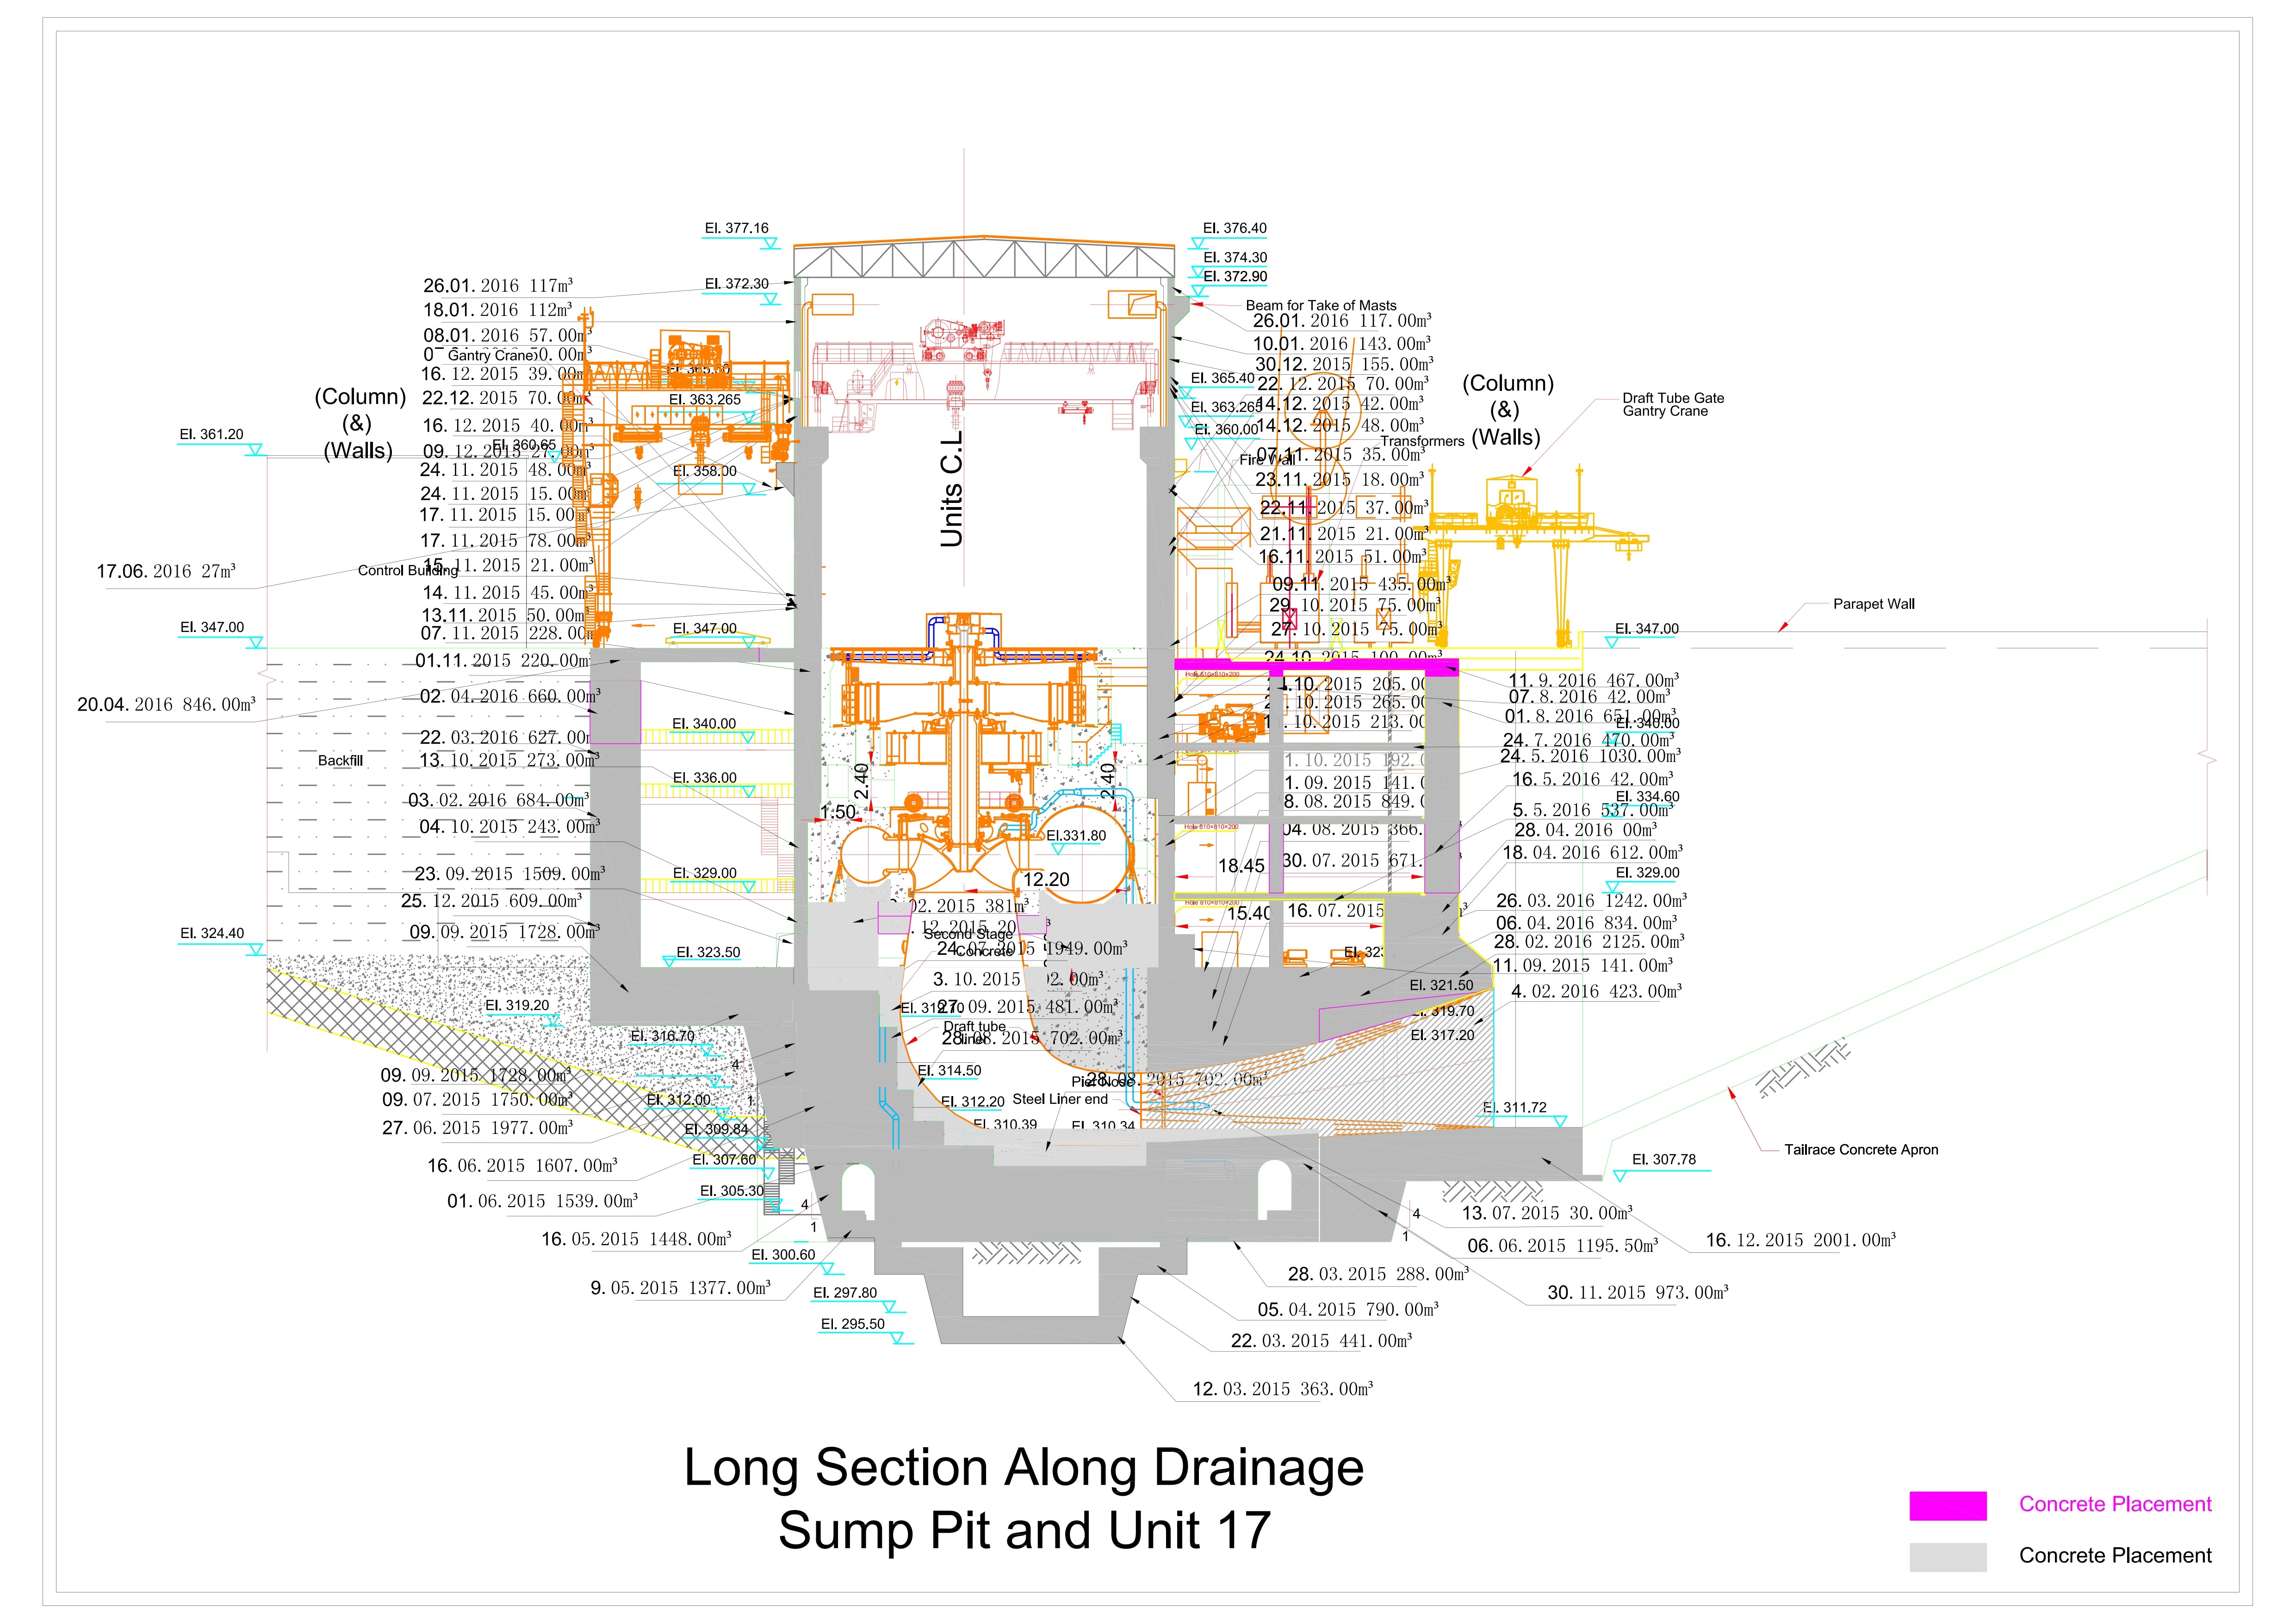 El. 377.16
El. 376.40
El. 374.30
El. 372.90
El. 372.30
26.01. 2016 117m³
18.01. 2016 112m³
08.01. 2016 57.00m³
Gantry Crane
16. 12. 2015 39.00m
22.12. 2015 70.00m³
16. 12. 2015 40.00m³
09. 12. 2015 27.00m³
24. 11. 2015 48.00m³
24. 11. 2015 15.00m³
17. 11. 2015 15.00m³
17. 11. 2015 78.00m³
15. 11. 2015 21.00m³
14. 11. 2015 45.00m³
13.11. 2015 50.00m³
07. 11. 2015 228.00m
01.11. 2015 220.00m
02. 04. 2016 660.00m³
22. 03. 2016 627.00m
13. 10. 2015 273.00m³
03. 02. 2016 684.00m³
04. 10. 2015 243.00m³
23. 09. 2015 1509.00m³
25. 12. 2015 609.00m³
09. 09. 2015 1728.00m³
(Column)
(&)
(Walls)
El. 361.20
El. 360.65
El. 363.265
El. 358.00
17.06. 2016 27m³
Control Building
El. 347.00
El. 347.00
20.04. 2016 846.00m³
Backfill
El. 340.00
El. 336.00
El. 329.00
El. 324.40
El. 323.50
El. 319.20
El. 316.70
4
1
El. 312.00
El. 309.84
El. 307.60
El. 305.30
4
1
El. 300.60
El. 297.80
El. 295.50
09. 09. 2015 1728.00m³
09. 07. 2015 1750.00m³
27. 06. 2015 1977.00m³
16. 06. 2015 1607.00m³
01. 06. 2015 1539.00m³
16. 05. 2015 1448.00m³
9. 05. 2015 1377.00m³
Units C.L
2.40
2.40
1.50
El.331.80
12.20
18.45
15.40
02. 2015 381m³
Second Stage
Concrete
24. 07. 2015 1949.00m³
3. 10. 2015
27. 09. 2015 481.00m³
Draft tube
liner
28. 08. 2015 702.00m³
El. 314.50
28. 08. 2015 702.00m³
Pier Nose
Steel Liner end
El. 312.20
El. 310.39
El. 310.34
Beam for Take of Masts
26.01. 2016 117.00m³
10.01. 2016 143.00m³
30.12. 2015 155.00m³
22. 12. 2015 70.00m³
14.12. 2015 42.00m³
14.12. 2015 48.00m³
Transformers
07.11. 2015 35.00m³
Fire Wall
23.11. 2015 18.00m³
22.11. 2015 37.00m³
21.11. 2015 21.00m³
16.11. 2015 51.00m³
09.11. 2015 435.00m³
29. 10. 2015 75.00m³
27. 10. 2015 75.00m³
24.10. 2015 100.00m³
10. 2015 205.00
10. 2015 265.00
10. 2015 213.00
10. 2015 192.0
1. 09. 2015 141.0
8. 08. 2015 849.0
04. 08. 2015 366.
30. 07. 2015 671.
16. 07. 2015
Hole 810×810×200
Hole 810×810×200
El. 365.40
El. 363.265
El. 360.00
(Column)
(&)
(Walls)
Draft Tube Gate
Gantry Crane
Parapet Wall
El. 347.00
11. 9. 2016 467.00m³
07. 8. 2016 42.00m³
01. 8. 2016 651.00m³
El. 340.00
24. 7. 2016 470.00m³
24. 5. 2016 1030.00m³
16. 5. 2016 42.00m³
El. 334.60
5. 5. 2016 537.00m³
28. 04. 2016 00m³
18. 04. 2016 612.00m³
El. 329.00
26. 03. 2016 1242.00m³
06. 04. 2016 834.00m³
28. 02. 2016 2125.00m³
11. 09. 2015 141.00m³
El. 321.50
4. 02. 2016 423.00m³
El. 319.70
El. 317.20
El. 311.72
Tailrace Concrete Apron
El. 307.78
13. 07. 2015 30.00m³
4
1
06. 06. 2015 1195.50m³
16. 12. 2015 2001.00m³
28. 03. 2015 288.00m³
30. 11. 2015 973.00m³
05. 04. 2015 790.00m³
22. 03. 2015 441.00m³
12. 03. 2015 363.00m³
Long Section Along Drainage
Sump Pit and Unit 17
Concrete Placement
Concrete Placement